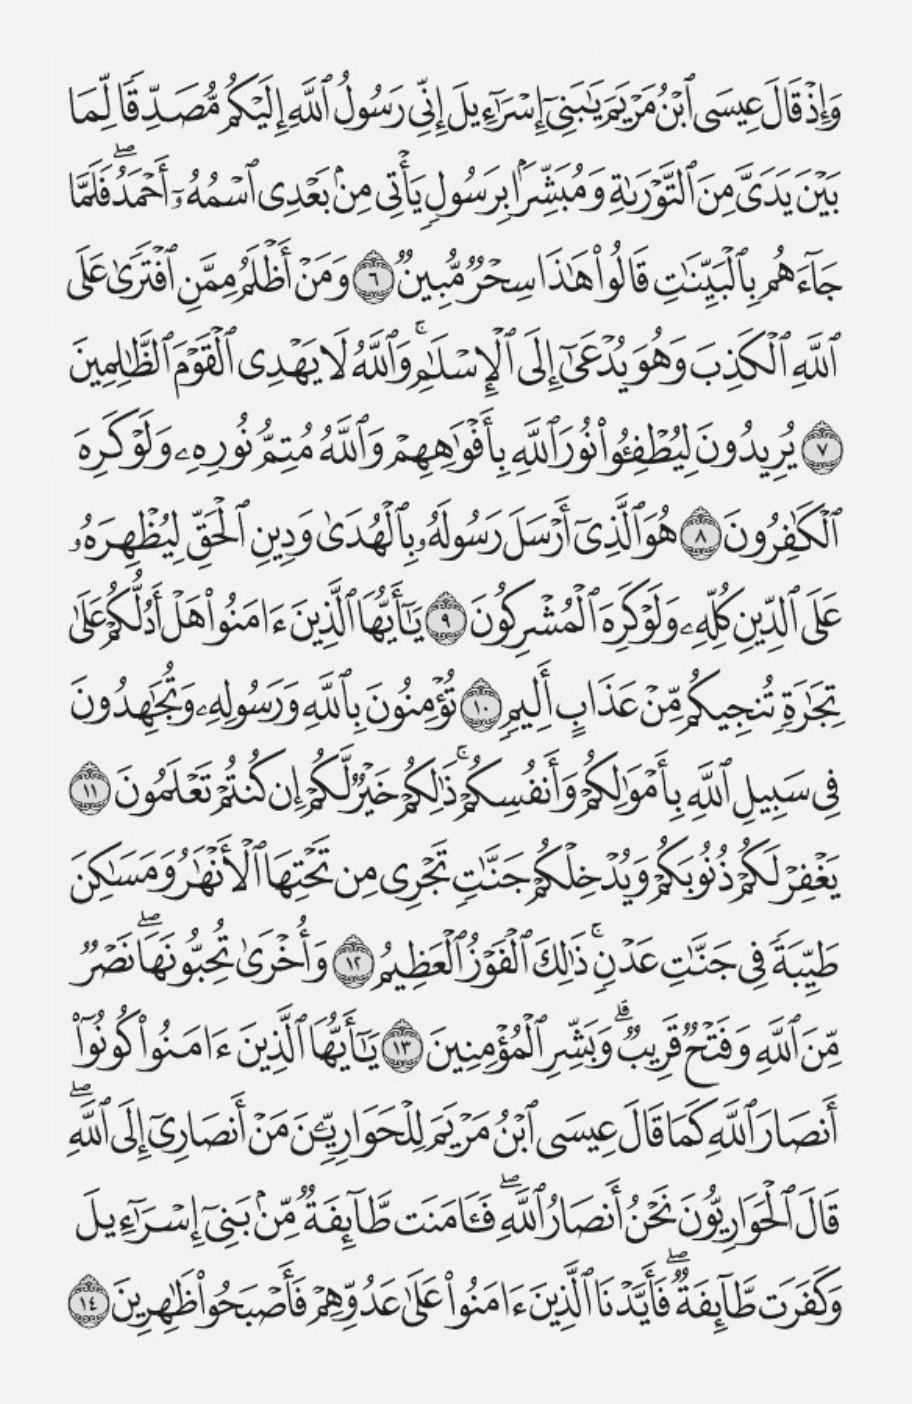 وَإِذْ قَالَ عِيسَى ٱبْنُ مَرْيَمَ يَٰبَنِىٓ إِسْرَٰٓءِيلَ إِنِّى رَسُولُ ٱللَّهِ إِلَيْكُم مُّصَدِّقًا لِّمَا
بَيْنَ يَدَىَّ مِنَ ٱلتَّوْرَىٰةِ وَمُبَشِّرًۢا بِرَسُولٍ يَأْتِى مِنۢ بَعْدِى ٱسْمُهُۥٓ أَحْمَدُ ۖ فَلَمَّا
جَآءَهُم بِٱلْبَيِّنَٰتِ قَالُوا۟ هَٰذَا سِحْرٌ مُّبِينٌ ٦ وَمَنْ أَظْلَمُ مِمَّنِ ٱفْتَرَىٰ عَلَى
ٱللَّهِ ٱلْكَذِبَ وَهُوَ يُدْعَىٰٓ إِلَى ٱلْإِسْلَٰمِ ۚ وَٱللَّهُ لَا يَهْدِى ٱلْقَوْمَ ٱلظَّٰلِمِينَ
٧ يُرِيدُونَ لِيُطْفِـُٔوا۟ نُورَ ٱللَّهِ بِأَفْوَٰهِهِمْ وَٱللَّهُ مُتِمُّ نُورِهِۦ وَلَوْ كَرِهَ
ٱلْكَٰفِرُونَ ٨ هُوَ ٱلَّذِىٓ أَرْسَلَ رَسُولَهُۥ بِٱلْهُدَىٰ وَدِينِ ٱلْحَقِّ لِيُظْهِرَهُۥ
عَلَى ٱلدِّينِ كُلِّهِۦ وَلَوْ كَرِهَ ٱلْمُشْرِكُونَ ٩ يَٰٓأَيُّهَا ٱلَّذِينَ ءَامَنُوا۟ هَلْ أَدُلُّكُمْ عَلَىٰ
تِجَٰرَةٍ تُنجِيكُم مِّنْ عَذَابٍ أَلِيمٍ ١٠ تُؤْمِنُونَ بِٱللَّهِ وَرَسُولِهِۦ وَتُجَٰهِدُونَ
فِى سَبِيلِ ٱللَّهِ بِأَمْوَٰلِكُمْ وَأَنفُسِكُمْ ۚ ذَٰلِكُمْ خَيْرٌ لَّكُمْ إِن كُنتُمْ تَعْلَمُونَ ١١
يَغْفِرْ لَكُمْ ذُنُوبَكُمْ وَيُدْخِلْكُمْ جَنَّٰتٍ تَجْرِى مِن تَحْتِهَا ٱلْأَنْهَٰرُ وَمَسَٰكِنَ
طَيِّبَةً فِى جَنَّٰتِ عَدْنٍ ۚ ذَٰلِكَ ٱلْفَوْزُ ٱلْعَظِيمُ ١٢ وَأُخْرَىٰ تُحِبُّونَهَا ۖ نَصْرٌ
مِّنَ ٱللَّهِ وَفَتْحٌ قَرِيبٌ ۗ وَبَشِّرِ ٱلْمُؤْمِنِينَ ١٣ يَٰٓأَيُّهَا ٱلَّذِينَ ءَامَنُوا۟ كُونُوٓا۟
أَنصَارَ ٱللَّهِ كَمَا قَالَ عِيسَى ٱبْنُ مَرْيَمَ لِلْحَوَارِيِّـۧنَ مَنْ أَنصَارِىٓ إِلَى ٱللَّهِ ۖ
قَالَ ٱلْحَوَارِيُّونَ نَحْنُ أَنصَارُ ٱللَّهِ ۖ فَـَٔامَنَت طَّآئِفَةٌ مِّنۢ بَنِىٓ إِسْرَٰٓءِيلَ
وَكَفَرَت طَّآئِفَةٌ ۖ فَأَيَّدْنَا ٱلَّذِينَ ءَامَنُوا۟ عَلَىٰ عَدُوِّهِمْ فَأَصْبَحُوا۟ ظَٰهِرِينَ ١٤